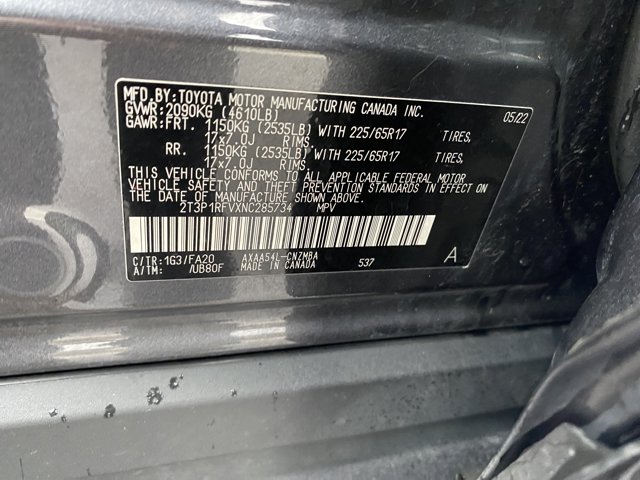 MFD.BY:TOYOTA MOTOR MANUFACTURING CANADA INC.
GVWR:2090KG (4610LB) 05/22
GAWR:FRT. 1150KG (2535LB) WITH 225/65R17 TIRES,
17x7.0J RIMS,
RR. 1150KG (2535LB) WITH 225/65R17 TIRES,
17x7.0J RIMS.
THIS VEHICLE CONFORMS TO ALL APPLICABLE FEDERAL MOTOR
VEHICLE SAFETY AND THEFT PREVENTION STANDARDS IN EFFECT
ON THE DATE OF MANUFACTURE SHOWN ABOVE.
2T3P1RFVXNC285734 MPV
C/TR: 1G3/FA20 AXAA54L-CNZMBA A
A/TM: /UB80F MADE IN CANADA 537